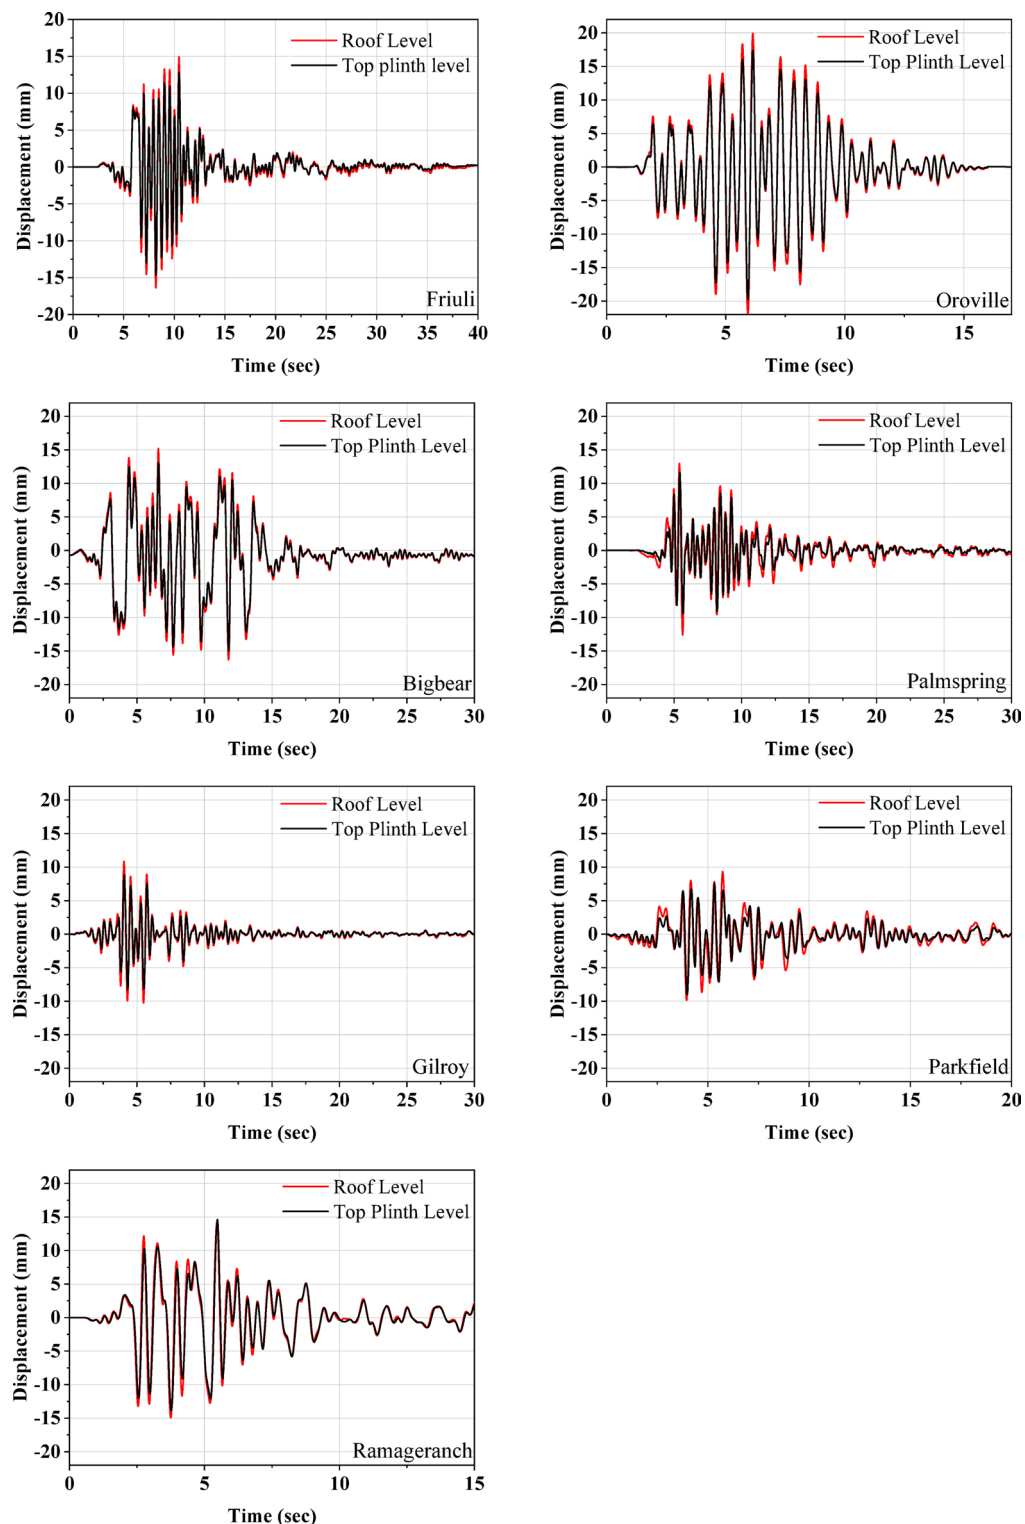 20
15
10
5
0
-5
-10
-15
-20
Displacement (mm)
Roof Level
Top plinth level
Friuli
0 5 10 15 20 25 30 35 40
Time (sec)
20
15
10
5
0
-5
-10
-15
-20
Displacement (mm)
Roof Level
Top Plinth Level
Oroville
0 5 10 15
Time (sec)
20
15
10
5
0
-5
-10
-15
-20
Displacement (mm)
Roof Level
Top Plinth Level
Bigbear
0 5 10 15 20 25 30
Time (sec)
20
15
10
5
0
-5
-10
-15
-20
Displacement (mm)
Roof Level
Top Plinth Level
Palmspring
0 5 10 15 20 25 30
Time (sec)
20
15
10
5
0
-5
-10
-15
-20
Displacement (mm)
Roof Level
Top Plinth Level
Gilroy
0 5 10 15 20 25 30
Time (sec)
20
15
10
5
0
-5
-10
-15
-20
Displacement (mm)
Roof Level
Top Plinth Level
Parkfield
0 5 10 15 20
Time (sec)
20
15
10
5
0
-5
-10
-15
-20
Displacement (mm)
Roof Level
Top Plinth Level
Ramageranch
0 5 10 15
Time (sec)